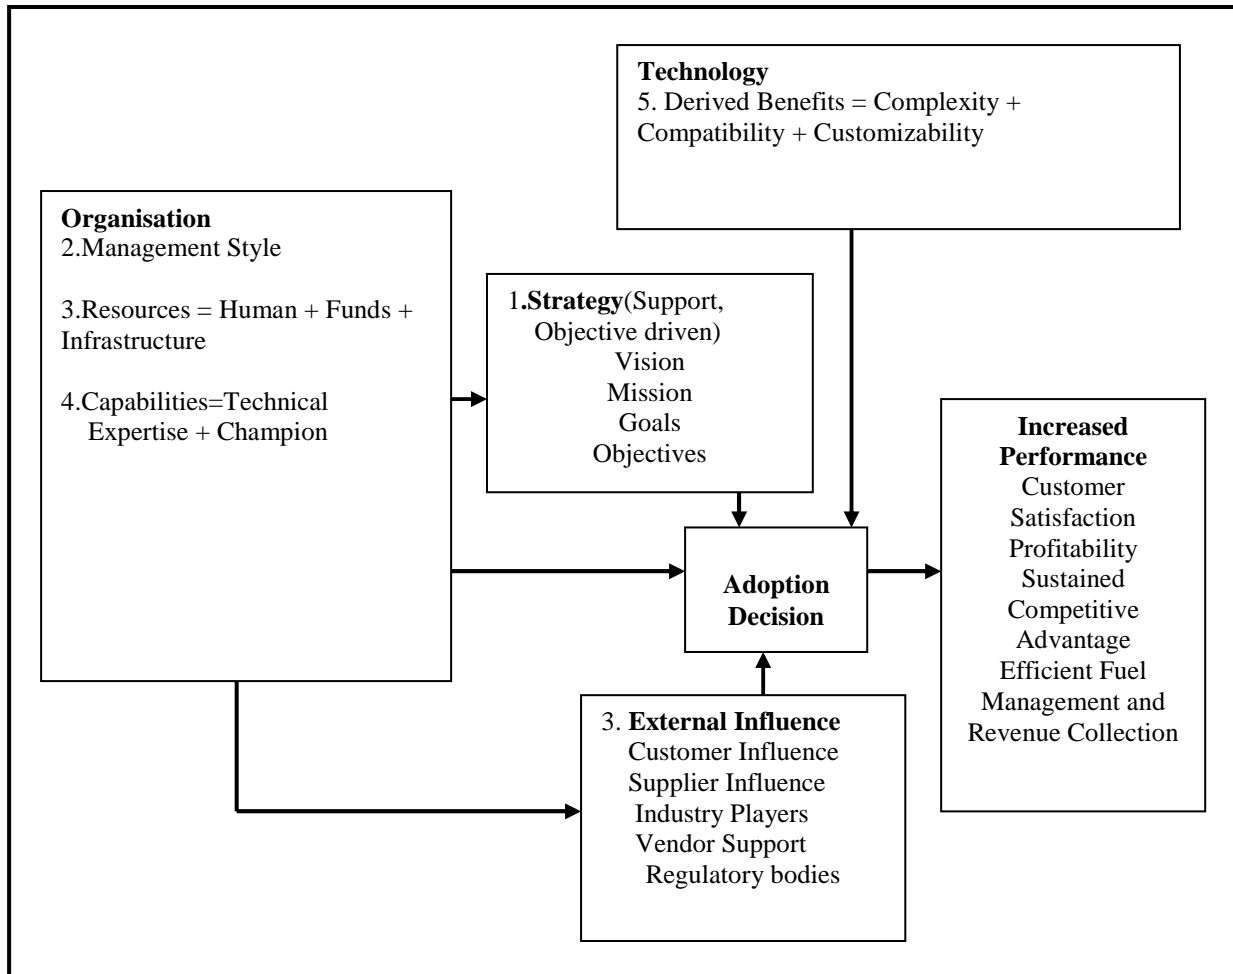 Technology
5. Derived Benefits = Complexity +
Compatibility + Customizability
Organisation
2.Management Style
3.Resources = Human + Funds +
Infrastructure
4.Capabilities=Technical
Expertise + Champion
1.Strategy(Support,
Objective driven)
Vision
Mission
Goals
Objectives
Adoption
Decision
Increased
Performance
Customer
Satisfaction
Profitability
Sustained
Competitive
Advantage
Efficient Fuel
Management and
Revenue Collection
3. External Influence
Customer Influence
Supplier Influence
Industry Players
Vendor Support
Regulatory bodies